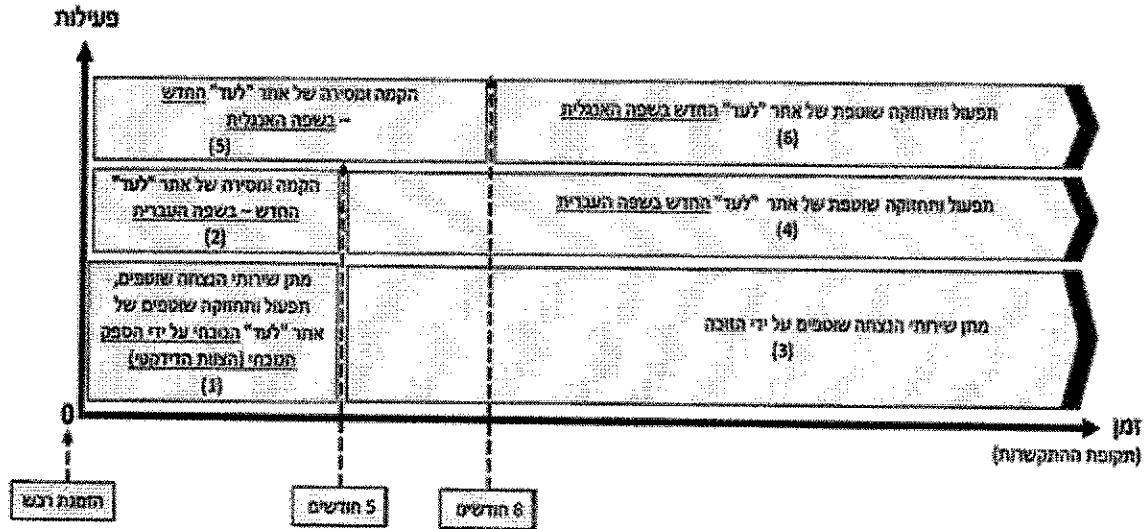 פעילות
הקמה ומסירה של אתר "לעד" החדש
– בשפה האנגלית
(5)
תפעול ותחזוקה שוטפת של אתר "לעד" החדש בשפה האנגלית
(6)
הקמה ומסירה של אתר "לעד"
החדש – בשפה העברית
(2)
תפעול ותחזוקה שוטפת של אתר "לעד" החדש בשפה העברית
(4)
מתן שירותי הנצחה שוטפים,
תפעול ותחזוקה שוטפים של
אתר "לעד" הנוכחי על ידי הספק
הנוכחי (הצוות הדידקטי)
(1)
מתן שירותי הנצחה שוטפים על ידי הזוכה
(3)
0
זמן
(תקופת ההתקשרות)
הזמנת רכש
5 חודשים
8 חודשים